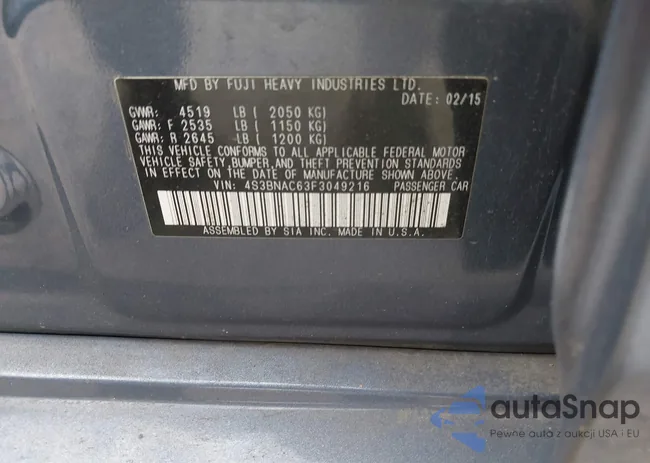 MFD BY FUJI HEAVY INDUSTRIES LTD.
DATE: 02/15
GVWR: 4519 LB ( 2050 KG)
GAWR: F 2535 LB ( 1150 KG)
GAWR: R 2645 LB ( 1200 KG)
THIS VEHICLE CONFORMS TO ALL APPLICABLE FEDERAL MOTOR
VEHICLE SAFETY, BUMPER, AND THEFT PREVENTION STANDARDS
IN EFFECT ON THE DATE OF MANUFACTURE SHOWN ABOVE.
VIN: 4S3BNAC63F3049216 PASSENGER CAR
ASSEMBLED BY SIA INC. MADE IN U.S.A.
autaSnap
Pewne auta z aukcji USA i EU